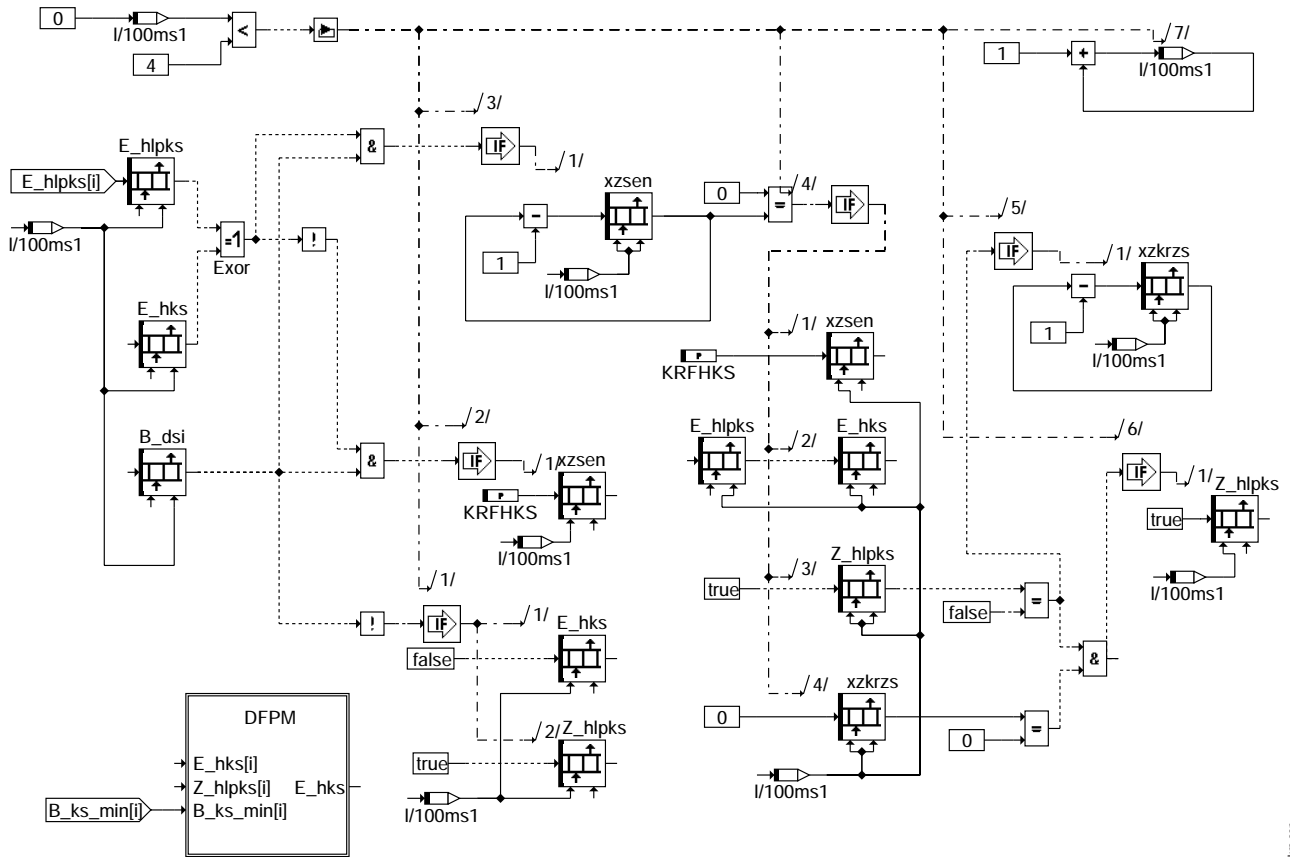 0
I/100ms1
<
4
/7/
1
+
I/100ms1
/3/
E_hlpks
E_hlpks[i]
&
IF
/1/
I/100ms1
=1
Exor
!
xzsen
-
1
I/100ms1
0
=
/4/
IF
/5/
IF
/1/
xzkrzs
-
1
I/100ms1
E_hks
/1/
xzsen
P
KRFHKS
B_dsi
/2/
&
IF
/1/
xzsen
P
KRFHKS
I/100ms1
E_hlpks
/2/
E_hks
/6/
IF
/1/
Z_hlpks
true
I/100ms1
/1/
!
IF
/1/
E_hks
false
/3/
Z_hlpks
true
false
=
&
/2/
Z_hlpks
true
I/100ms1
/4/
xzkrzs
0
0
=
I/100ms1
DFPM
E_hks[i]
Z_hlpks[i]
E_hks
B_ks_min[i]
B_ks_min[i]